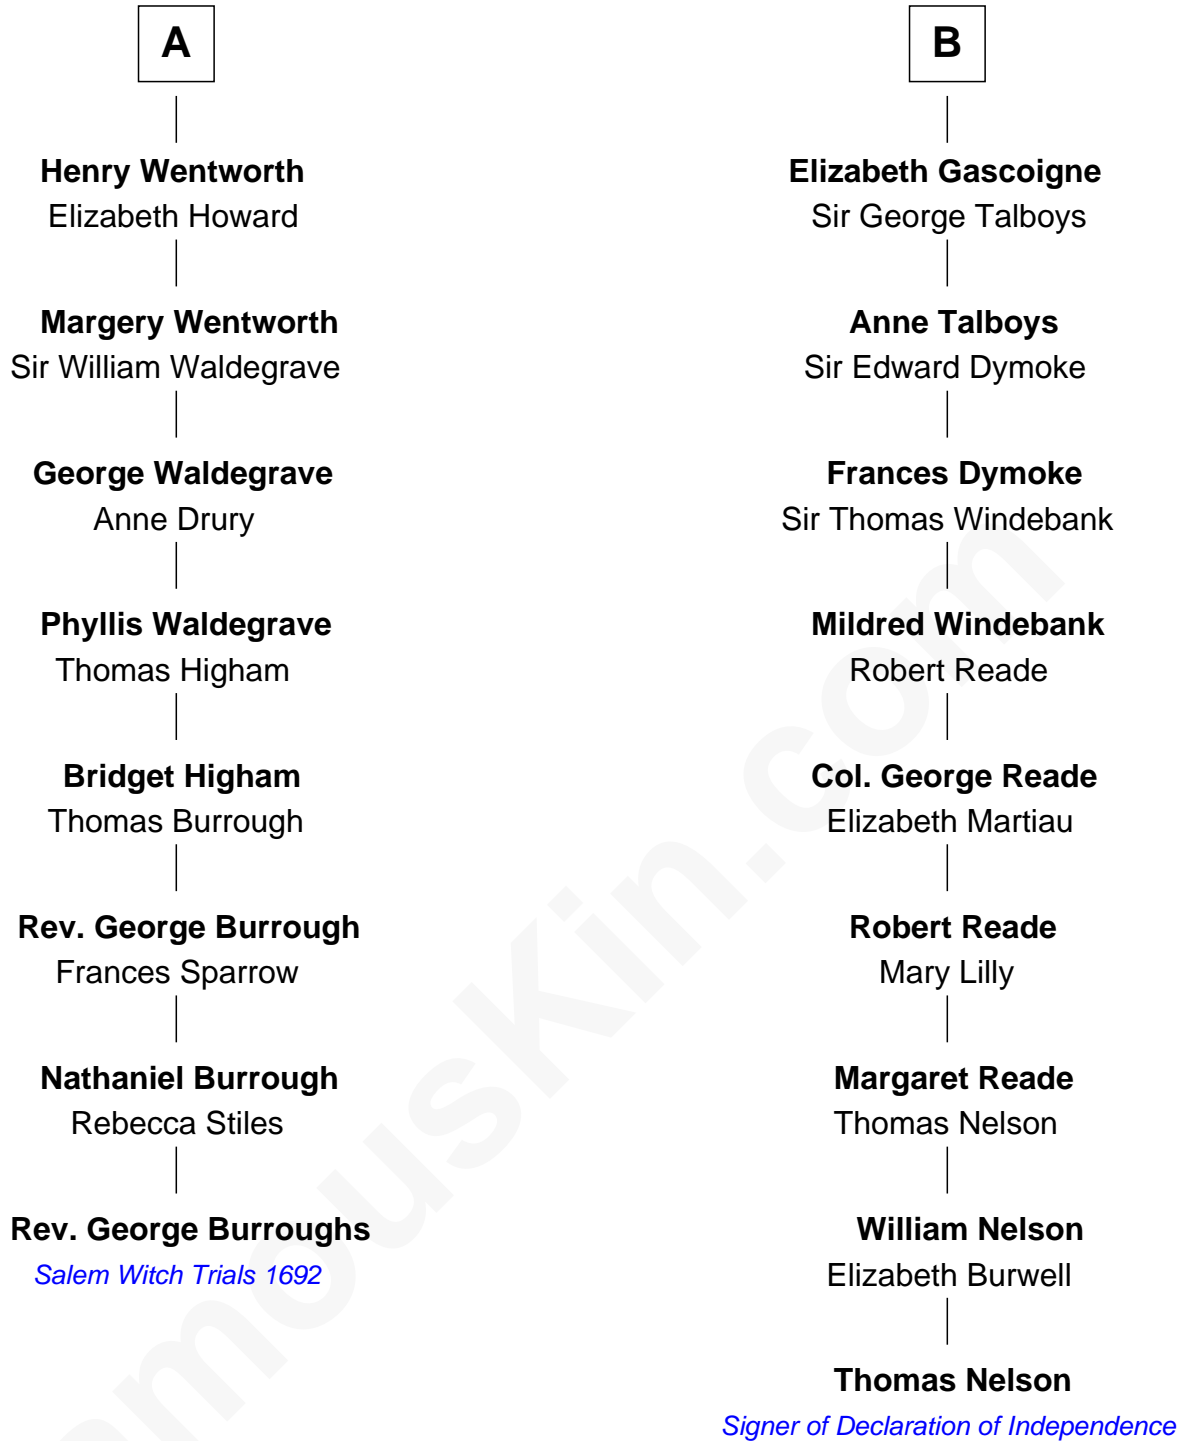 A
Henry Wentworth
Elizabeth Howard
Margery Wentworth
Sir William Waldegrave
George Waldegrave
Anne Drury
Phyllis Waldegrave
Thomas Higham
Bridget Higham
Thomas Burrough
Rev. George Burrough
Frances Sparrow
Nathaniel Burrough
Rebecca Stiles
Rev. George Burroughs
Salem Witch Trials 1692
B
Elizabeth Gascoigne
Sir George Talboys
Anne Talboys
Sir Edward Dymoke
Frances Dymoke
Sir Thomas Windebank
Mildred Windebank
Robert Reade
Col. George Reade
Elizabeth Martiau
Robert Reade
Mary Lilly
Margaret Reade
Thomas Nelson
William Nelson
Elizabeth Burwell
Thomas Nelson
Signer of Declaration of Independence
amousKin.com